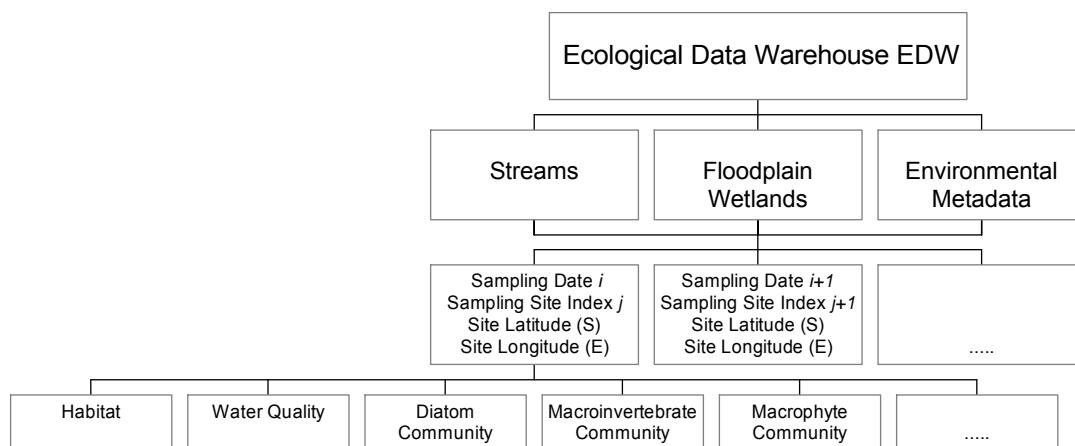 Ecological Data Warehouse EDW
Streams
Floodplain
Wetlands
Environmental
Metadata
Sampling Date i
Sampling Site Index j
Site Latitude (S)
Site Longitude (E)
Sampling Date i+1
Sampling Site Index j+1
Site Latitude (S)
Site Longitude (E)
.....
Habitat
Water Quality
Diatom
Community
Macroinvertebrate
Community
Macrophyte
Community
.....